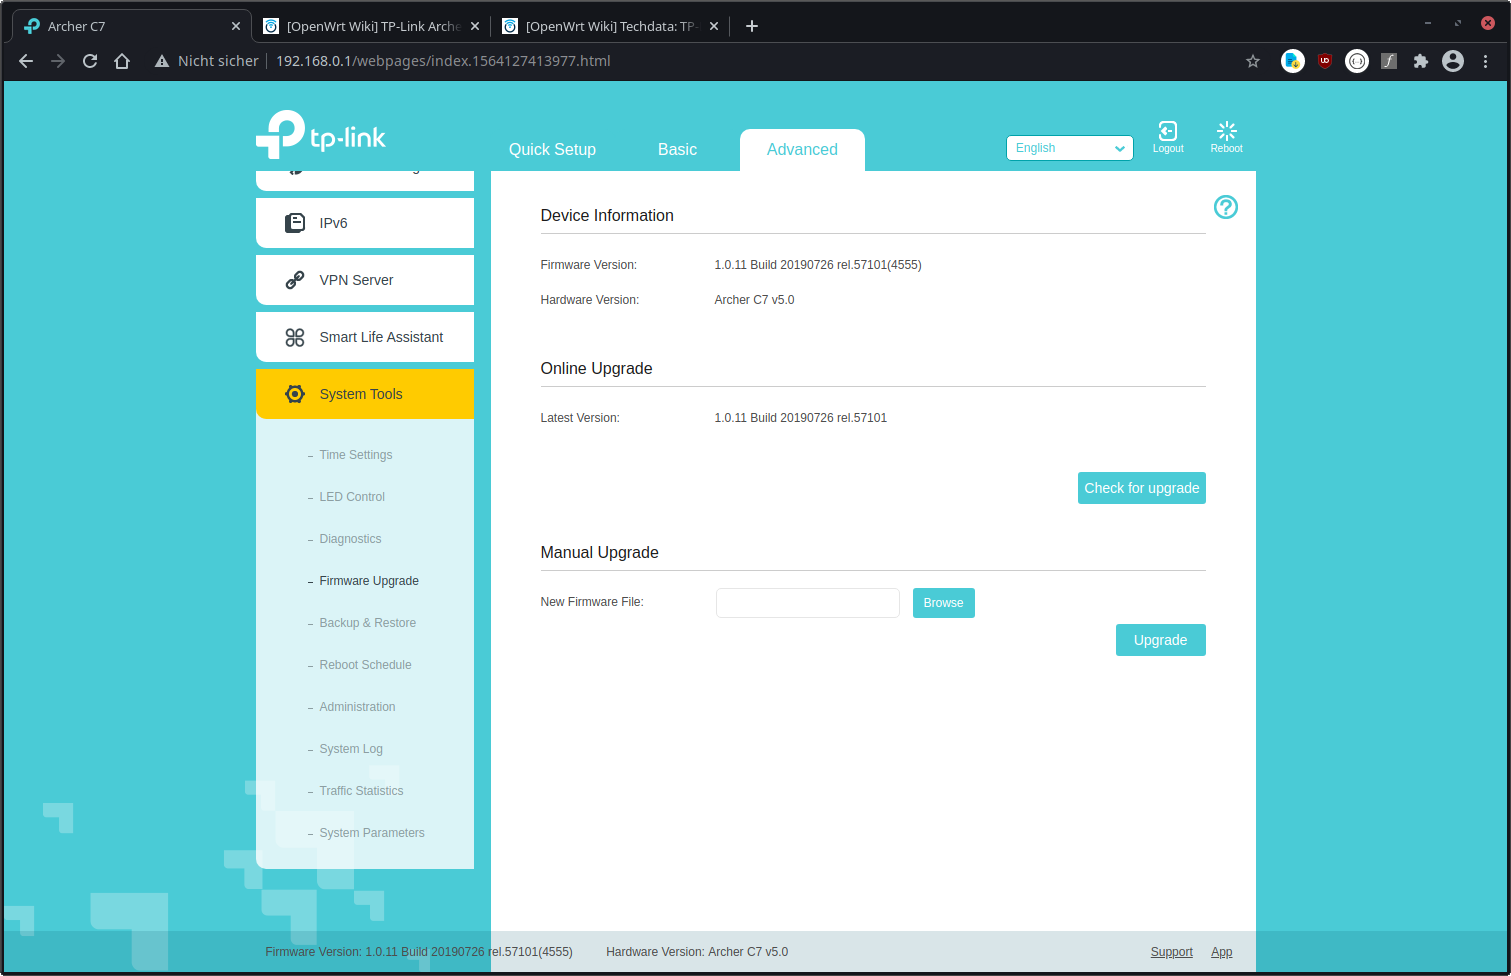 Archer C7
[OpenWrt Wiki] TP-Link Arche
[OpenWrt Wiki] Techdata: TP-
Nicht sicher
192.168.0.1/webpages/index.1564127413977.html
tp-link
Quick Setup
Basic
Advanced
English
Logout
Reboot
IPv6
VPN Server
Smart Life Assistant
System Tools
– Time Settings
– LED Control
– Diagnostics
– Firmware Upgrade
– Backup & Restore
– Reboot Schedule
– Administration
– System Log
– Traffic Statistics
– System Parameters
Device Information
Firmware Version: 1.0.11 Build 20190726 rel.57101(4555)
Hardware Version: Archer C7 v5.0
Online Upgrade
Latest Version: 1.0.11 Build 20190726 rel.57101
Check for upgrade
Manual Upgrade
New Firmware File:
Browse
Upgrade
Firmware Version: 1.0.11 Build 20190726 rel.57101(4555) Hardware Version: Archer C7 v5.0
Support App